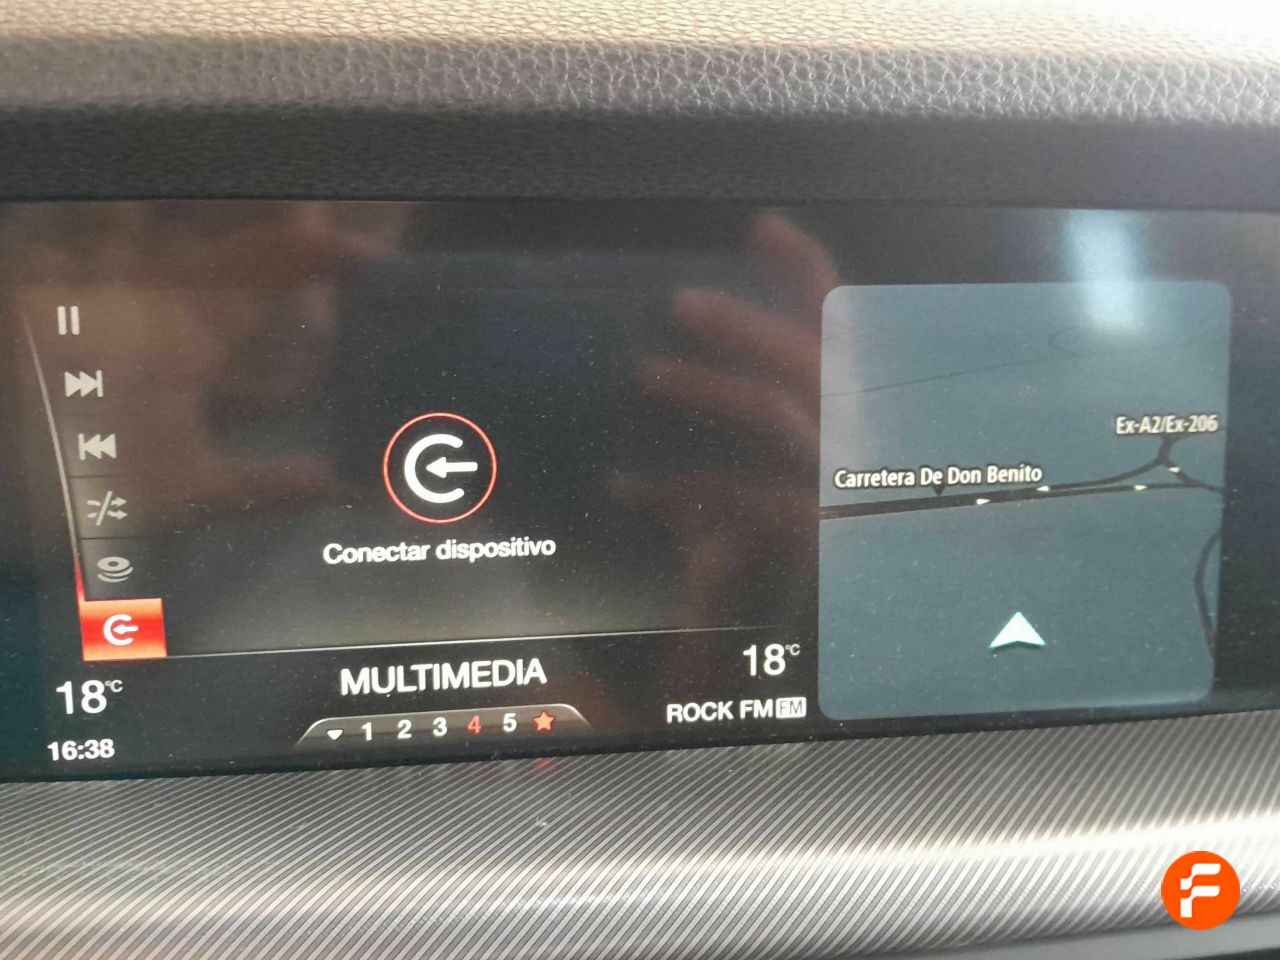 Ex-A2/Ex-206
Carretera De Don Benito
Conectar dispositivo
MULTIMEDIA
18°C
18°C
1 2 3 4 5
ROCK FM FM
16:38